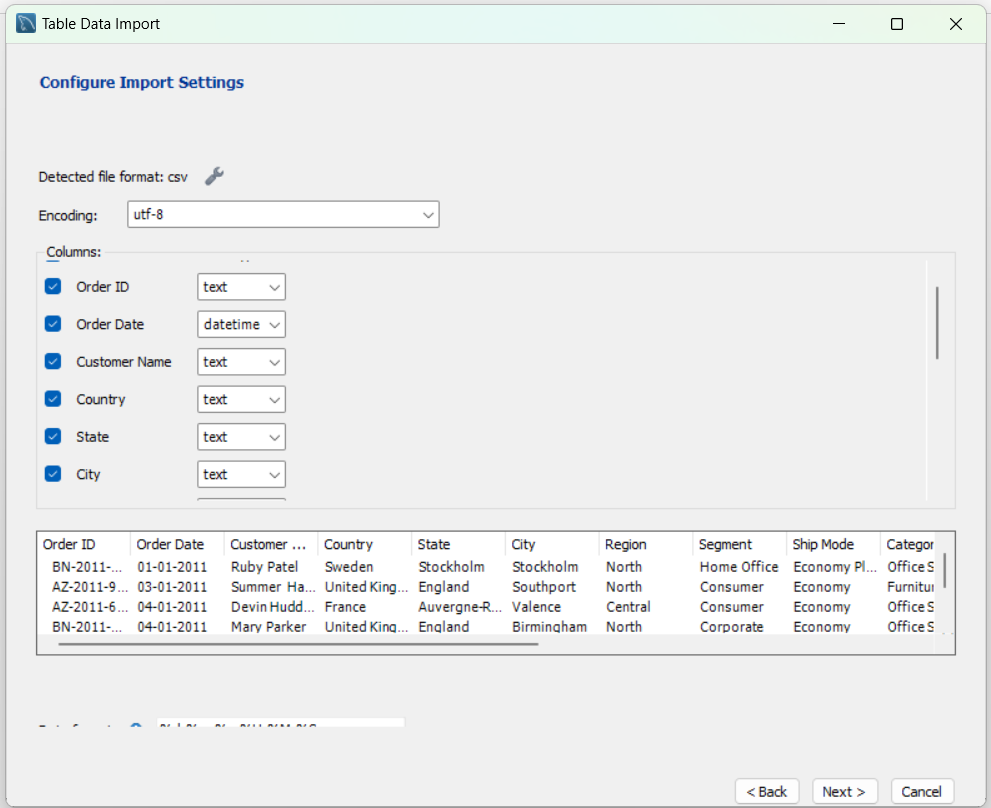 Table Data Import
Configure Import Settings
Detected file format: csv
Encoding: utf-8
Columns:
Order ID text
Order Date datetime
Customer Name text
Country text
State text
City text
Order ID Order Date Customer ... Country State City Region Segment Ship Mode Categor
BN-2011-... 01-01-2011 Ruby Patel Sweden Stockholm Stockholm North Home Office Economy Pl... Office S
AZ-2011-9... 03-01-2011 Summer Ha... United King... England Southport North Consumer Economy Furnitur
AZ-2011-6... 04-01-2011 Devin Hudd... France Auvergne-R... Valence Central Consumer Economy Office S
BN-2011-... 04-01-2011 Mary Parker United King... England Birmingham North Corporate Economy Office S
< Back Next > Cancel